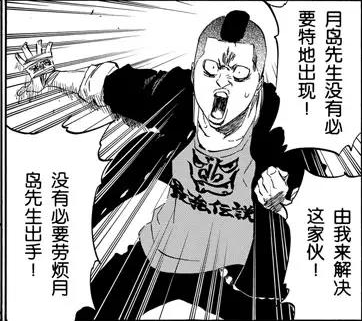 月岛先生没有必
要特地出现！
由我来解决
这家伙！
没有必要劳烦月
岛先生出手！